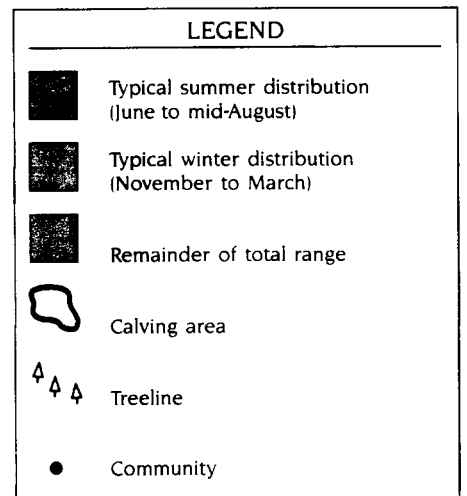 LEGEND
Typical summer distribution
(June to mid-August)
Typical winter distribution
(November to March)
Remainder of total range
Calving area
Treeline
Community